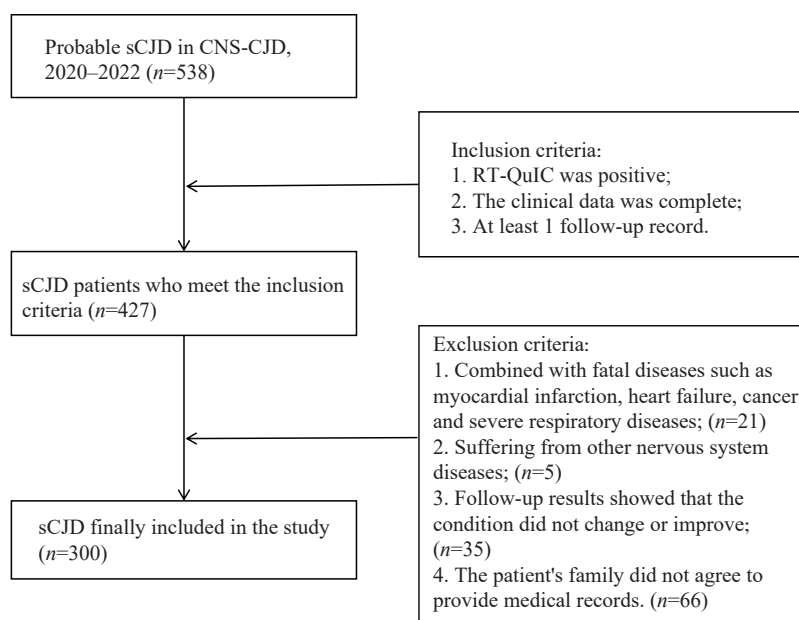 Probable sCJD in CNS-CJD,
2020–2022 (n=538)
Inclusion criteria:
1. RT-QuIC was positive;
2. The clinical data was complete;
3. At least 1 follow-up record.
sCJD patients who meet the inclusion
criteria (n=427)
Exclusion criteria:
1. Combined with fatal diseases such as
myocardial infarction, heart failure, cancer
and severe respiratory diseases; (n=21)
2. Suffering from other nervous system
diseases; (n=5)
3. Follow-up results showed that the
condition did not change or improve;
(n=35)
4. The patient's family did not agree to
provide medical records. (n=66)
sCJD finally included in the study
(n=300)